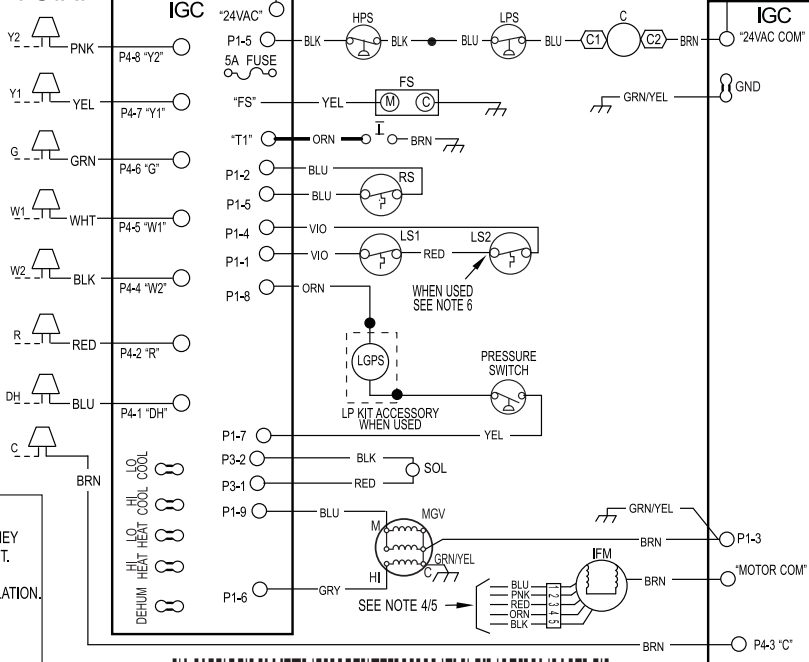 IGC
"24VAC"
IGC
Y2
PNK
P4-8 "Y2"
P1-5
BLK
HPS
BLK
BLU
LPS
BLU
C1
C
C2
BRN
"24VAC COM"
5A FUSE
Y1
YEL
P4-7 "Y1"
"FS"
YEL
FS
M
C
GRN/YEL
GND
G
GRN
P4-6 "G"
"T1"
ORN
BRN
P1-2
BLU
RS
P1-5
BLU
W1
WHT
P4-5 "W1"
P1-4
VIO
P1-1
VIO
LS1
RED
LS2
W2
BLK
P4-4 "W2"
P1-8
ORN
WHEN USED
SEE NOTE 6
R
RED
P4-2 "R"
LGPS
PRESSURE
SWITCH
DH
BLU
P4-1 "DH"
LP KIT ACCESSORY
WHEN USED
C
BRN
P1-7
YEL
LO
COOL
P3-2
BLK
SOL
P3-1
RED
HI
COOL
P1-9
BLU
M
MGV
GRN/YEL
BRN
P1-3
LO
HEAT
HI
HEAT
GRN/YEL
HI
C
DEHUM
P1-6
GRY
SEE NOTE 4/5
BLU
PNK
RED
ORN
BLK
1
2
3
4
5
IFM
BRN
"MOTOR COM"
BRN
P4-3 "C"